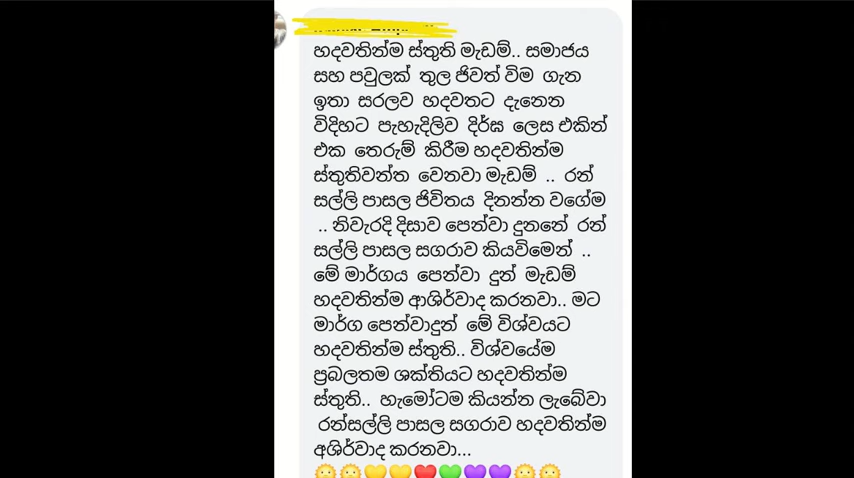 හදවතින්ම ස්තුති මැඩම්.. සමාජය
සහ පවුලක් තුල ජිවත් විම ගැන
ඉතා සරලව හදවතට දැනෙන
විදිහට පැහැදිලිව දිර්ඝ ලෙස එකින්
එක තෙරුම් කිරීම හදවතින්ම
ස්තුතිවන්ත වෙනවා මැඩම් .. රන්
සල්ලි පාසල ජිවිතය දිනන්න වගේම
.. නිවැරදි දිසාව පෙන්වා දුනනේ රන්
සල්ලි පාසල සගරාව කියවිමෙන් ..
මේ මාර්ගය පෙන්වා දුන් මැඩම්
හදවතින්ම ආශිර්වාද කරනවා.. මට
මාර්ග පෙන්වාදුන් මේ විශ්වයට
හදවතින්ම ස්තුති.. විශ්වයේම
ප්‍රබලතම ශක්තියට හදවතින්ම
ස්තුති.. හැමෝටම කියන්න ලැබේවා
රන්සල්ලි පාසල සගරාව හදවතින්ම
අශිර්වාද කරනවා...